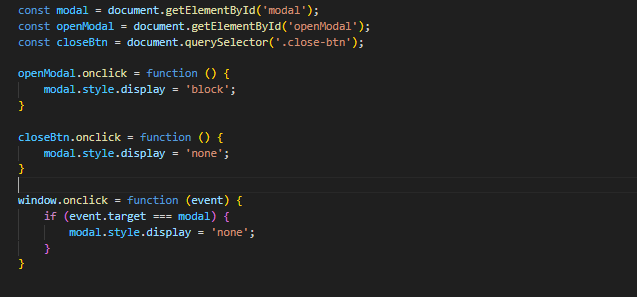 const modal = document.getElementById('modal');
const openModal = document.getElementById('openModal');
const closeBtn = document.querySelector('.close-btn');

openModal.onclick = function () {
    modal.style.display = 'block';
}

closeBtn.onclick = function () {
    modal.style.display = 'none';
}

window.onclick = function (event) {
    if (event.target === modal) {
        modal.style.display = 'none';
    }
}